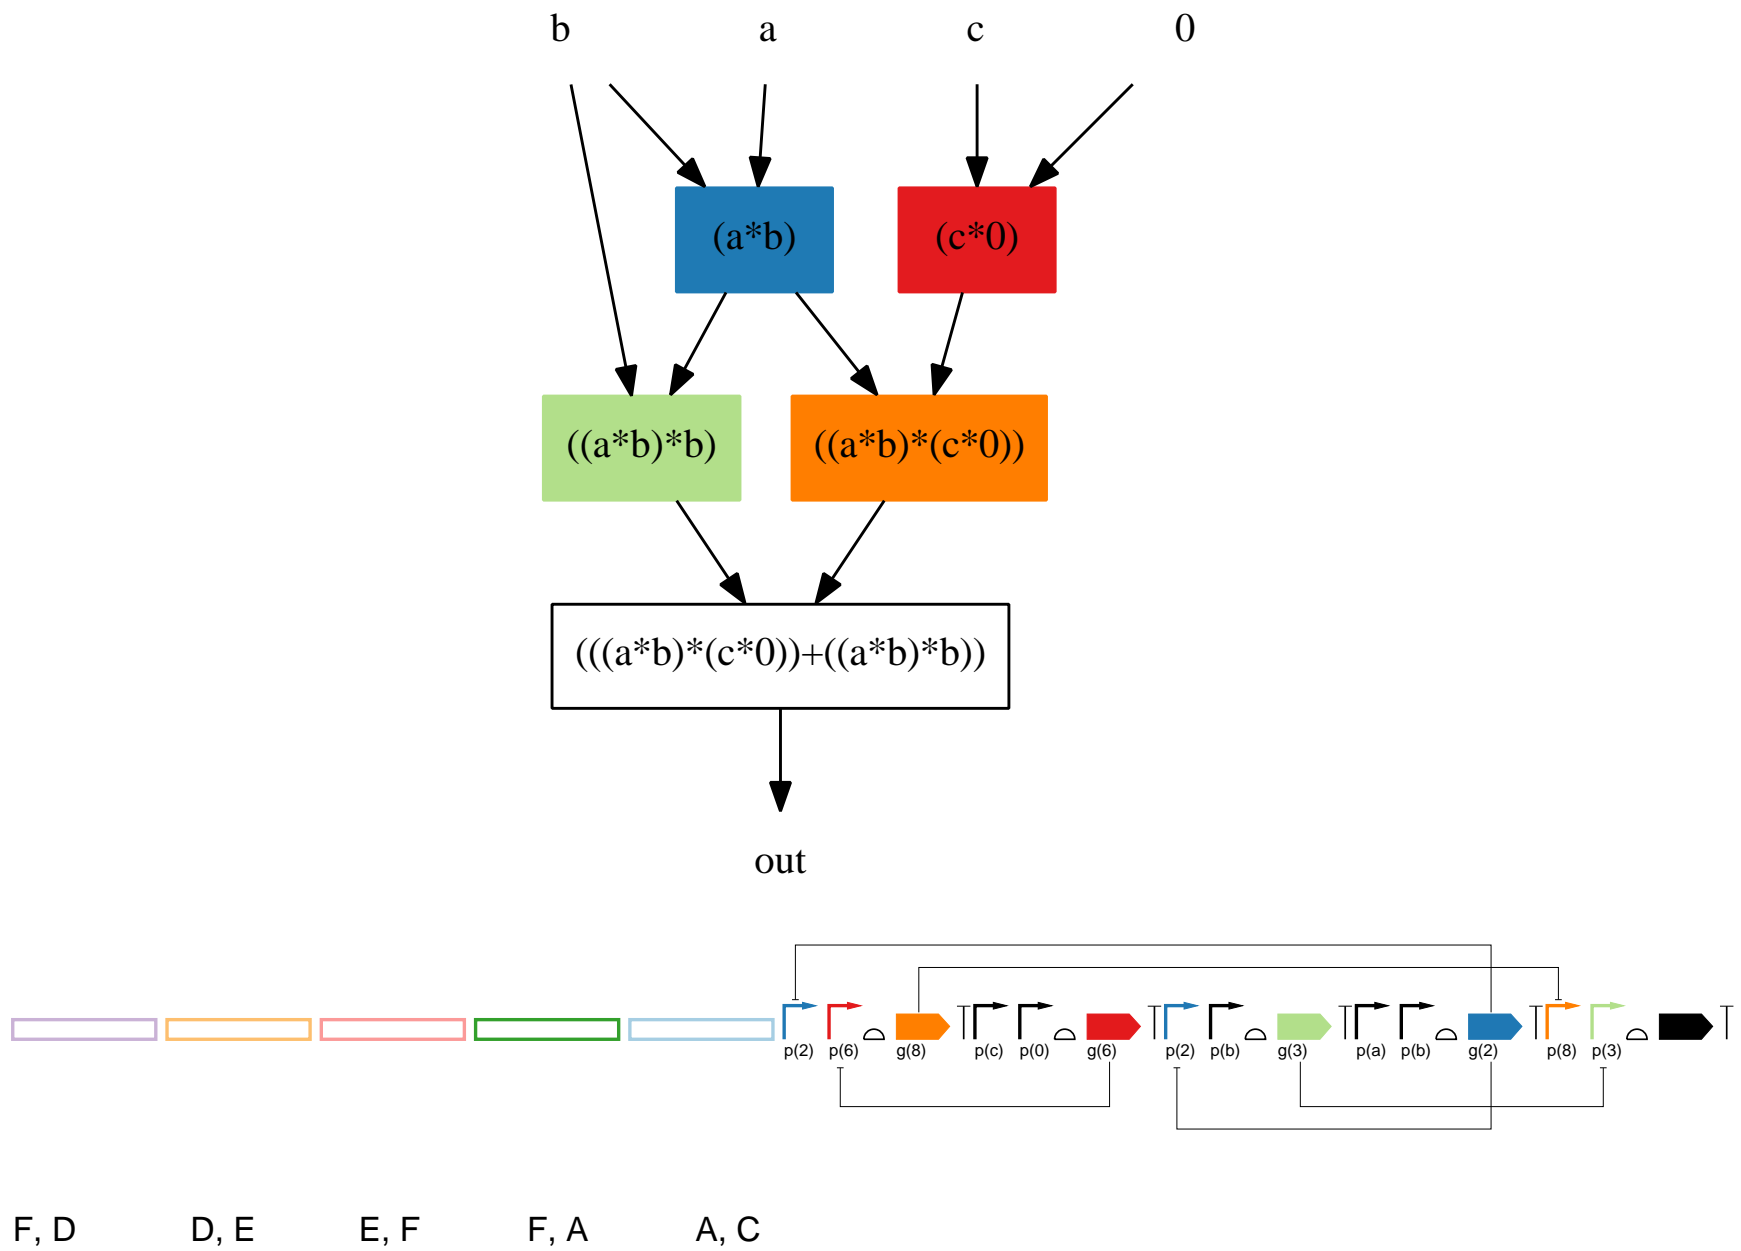 b a c 0
(a*b) (c*0)
((a*b)*b) ((a*b)*(c*0))
(((a*b)*(c*0))+((a*b)*b))
out
p(2) p(6) g(8) p(c) p(0) g(6) p(2) p(b) g(3) p(a) p(b) g(2) p(8) p(3)
F, D D, E E, F F, A A, C